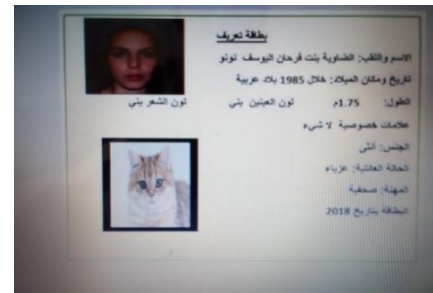 بطاقة تعريف
الاسم واللقب: الضاوية بنت فرحان اليوسف تونو
تاريخ ومكان الميلاد: خلال 1985 بلاد عربية
الطول: 1.75م لون العينين بني لون الشعر بني
علامات خصوصية لا شيء
الجنس: أنثى
الحالة العائلية: عزباء
المهنة: صحفية
البطاقة بتاريخ 2018